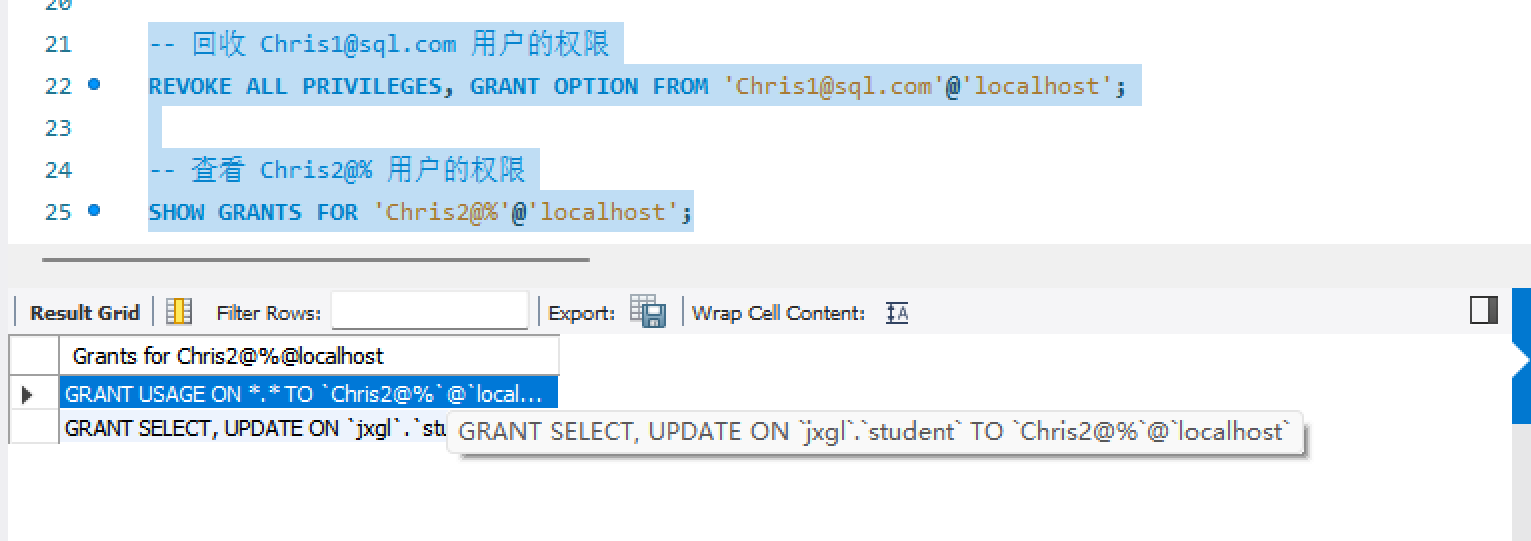 20
21 -- 回收 Chris1@sql.com 用户的权限
22 REVOKE ALL PRIVILEGES, GRANT OPTION FROM 'Chris1@sql.com'@'localhost';
23
24 -- 查看 Chris2@% 用户的权限
25 SHOW GRANTS FOR 'Chris2@%'@'localhost';
Result Grid Filter Rows: Export: Wrap Cell Content: IA
Grants for Chris2@%@localhost
GRANT USAGE ON *.* TO `Chris2@%`@`local...
GRANT SELECT, UPDATE ON `jxgl`.`stu
GRANT SELECT, UPDATE ON `jxgl`.`student` TO `Chris2@%`@`localhost`